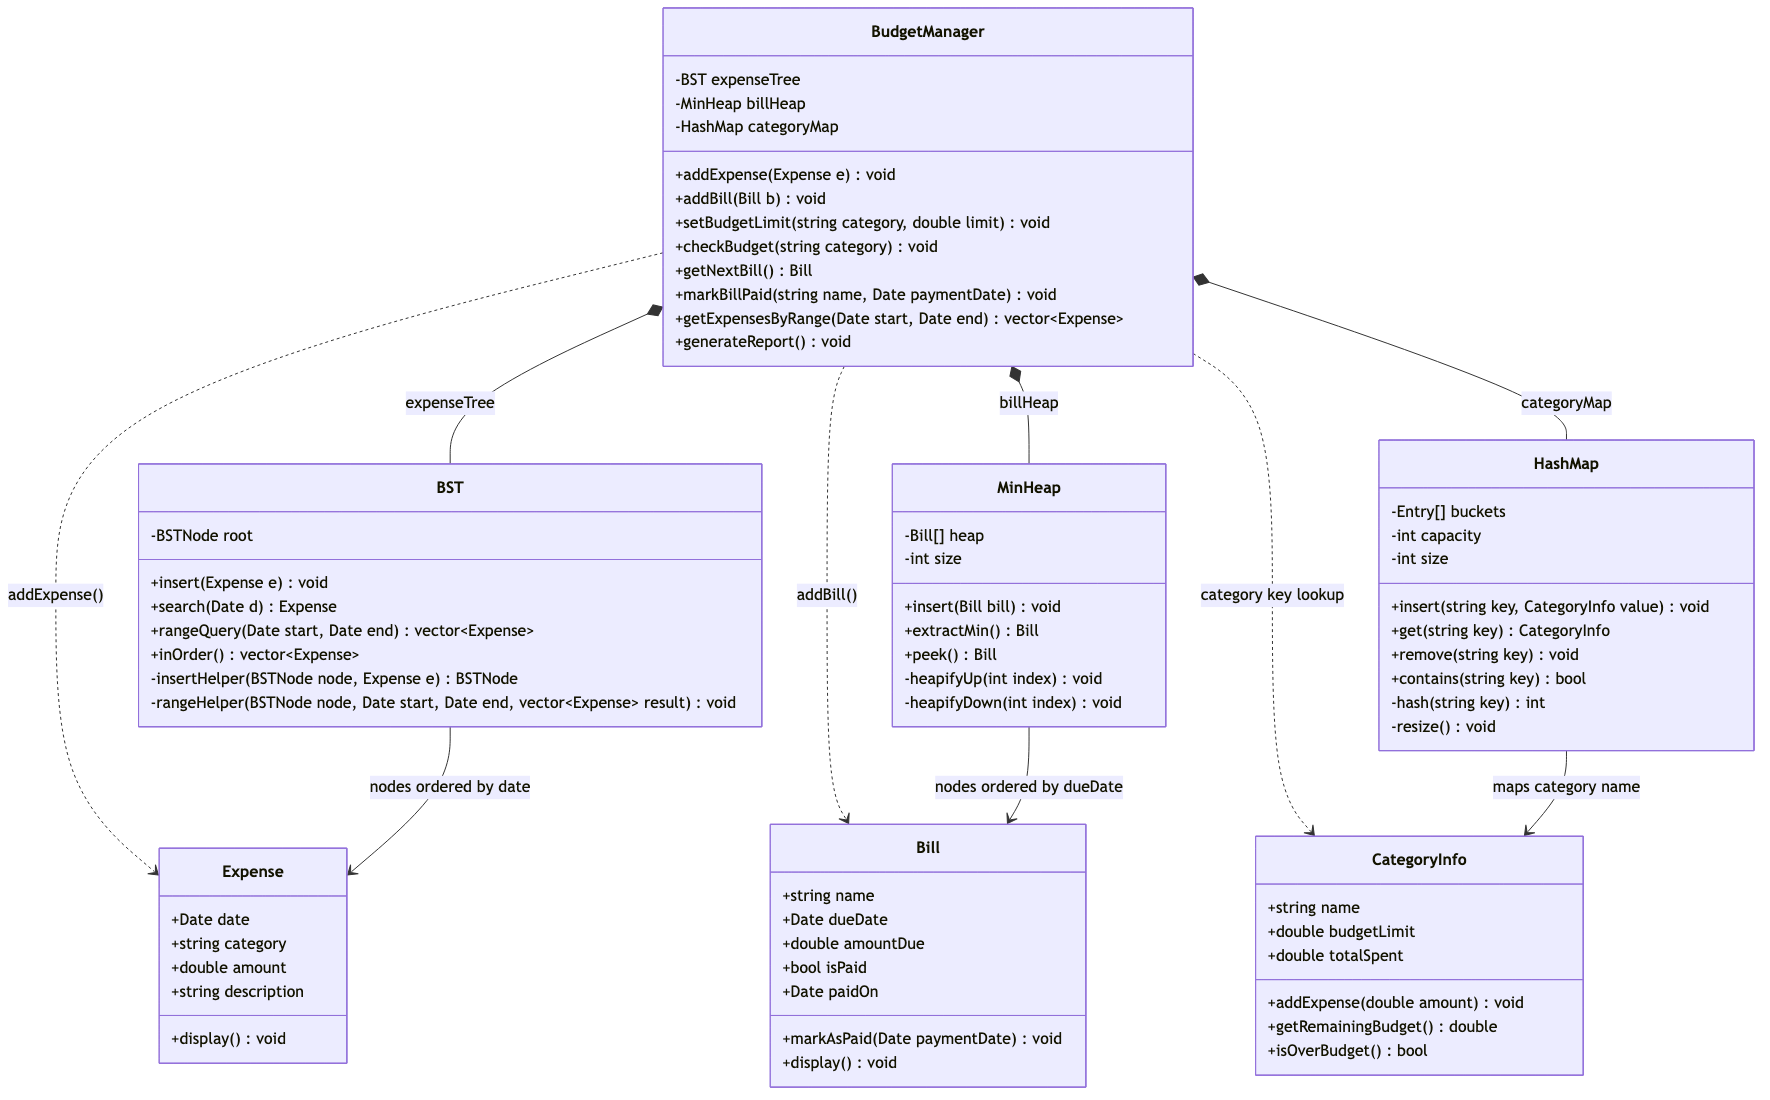 BudgetManager
-BST expenseTree
-MinHeap billHeap
-HashMap categoryMap
+addExpense(Expense e) : void
+addBill(Bill b) : void
+setBudgetLimit(string category, double limit) : void
+checkBudget(string category) : void
+getNextBill() : Bill
+markBillPaid(string name, Date paymentDate) : void
+getExpensesByRange(Date start, Date end) : vector<Expense>
+generateReport() : void
expenseTree
billHeap
categoryMap
BST
-BSTNode root
+insert(Expense e) : void
+search(Date d) : Expense
+rangeQuery(Date start, Date end) : vector<Expense>
+inOrder() : vector<Expense>
-insertHelper(BSTNode node, Expense e) : BSTNode
-rangeHelper(BSTNode node, Date start, Date end, vector<Expense> result) : void
MinHeap
-Bill[] heap
-int size
+insert(Bill bill) : void
+extractMin() : Bill
+peek() : Bill
-heapifyUp(int index) : void
-heapifyDown(int index) : void
HashMap
-Entry[] buckets
-int capacity
-int size
+insert(string key, CategoryInfo value) : void
+get(string key) : CategoryInfo
+remove(string key) : void
+contains(string key) : bool
-hash(string key) : int
-resize() : void
addExpense()
addBill()
category key lookup
nodes ordered by date
nodes ordered by dueDate
maps category name
Expense
+Date date
+string category
+double amount
+string description
+display() : void
Bill
+string name
+Date dueDate
+double amountDue
+bool isPaid
+Date paidOn
+markAsPaid(Date paymentDate) : void
+display() : void
CategoryInfo
+string name
+double budgetLimit
+double totalSpent
+addExpense(double amount) : void
+getRemainingBudget() : double
+isOverBudget() : bool